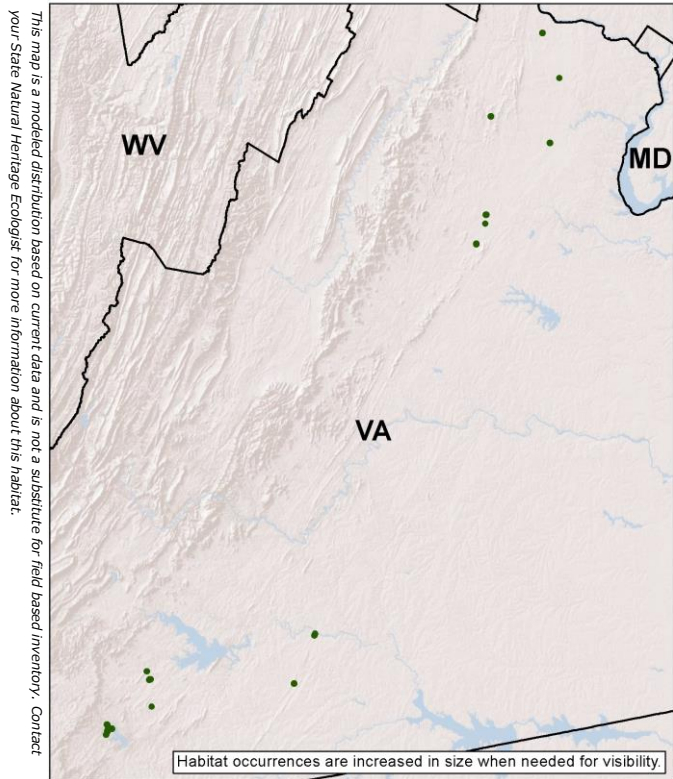 This map is a modeled distribution based on current data and is not a substitute for field based inventory. Contact
your State Natural Heritage Ecologist for more information about this habitat.
WV
MD
VA
Habitat occurrences are increased in size when needed for visibility.